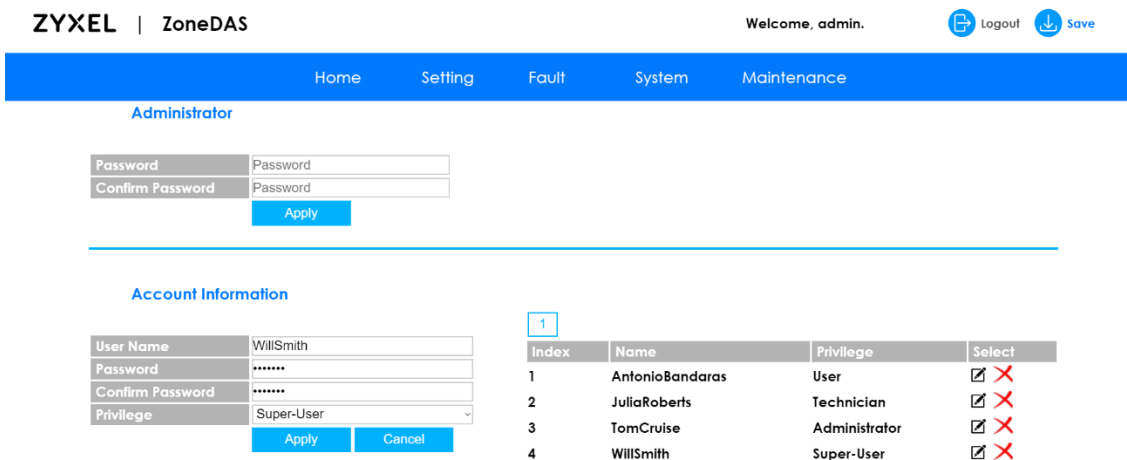 ZYXEL | ZoneDAS Welcome, admin. Logout Save
Home Setting Fault System Maintenance
Administrator
Password Password
Confirm Password Password
Apply
Account Information
1
User Name WillSmith
Password •••••••
Confirm Password •••••••
Privilege Super-User
Apply Cancel
Index Name Privilege Select
1 AntonioBandaras User
2 JuliaRoberts Technician
3 TomCruise Administrator
4 WillSmith Super-User